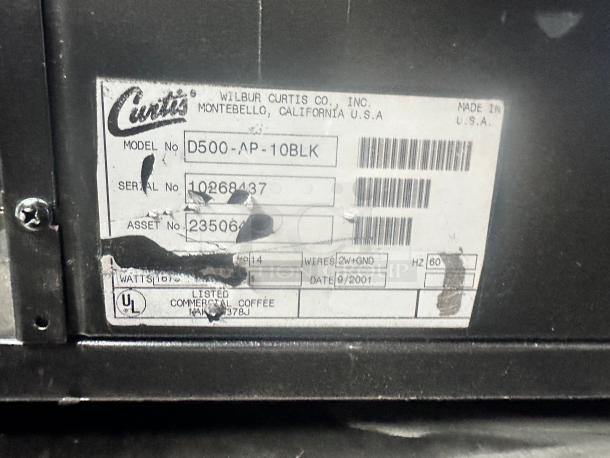 Curtis®
WILBUR CURTIS CO., INC.
MONTEBELLO, CALIFORNIA U.S.A
MADE IN
U.S.A.
MODEL No D500-AP-10BLK
SERIAL No 10268437
ASSET No 23506
14 WIRES 2W+GND HZ 60
WATTS DATE 9/2001
UL
LISTED
COMMERCIAL COFFEE
378J